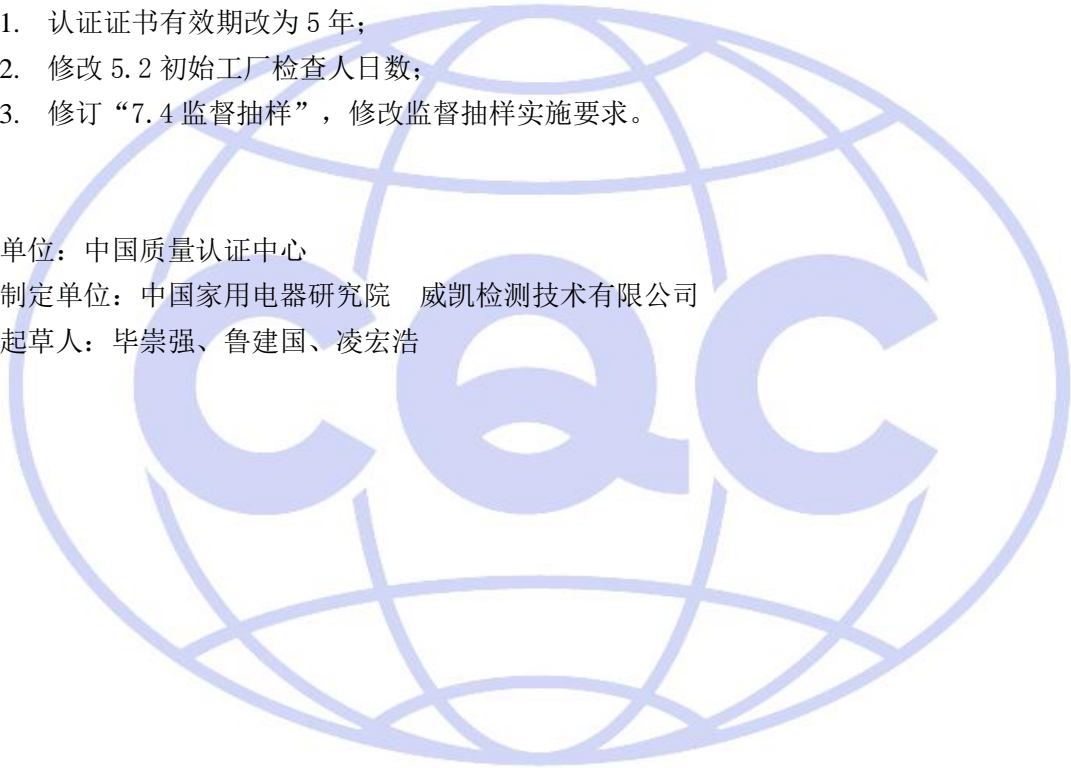 1. 认证证书有效期改为 5 年；
2. 修改 5.2 初始工厂检查人日数；
3. 修订“7.4 监督抽样”，修改监督抽样实施要求。
单位：中国质量认证中心
制定单位：中国家用电器研究院　威凯检测技术有限公司
起草人：毕崇强、鲁建国、凌宏浩
CQC